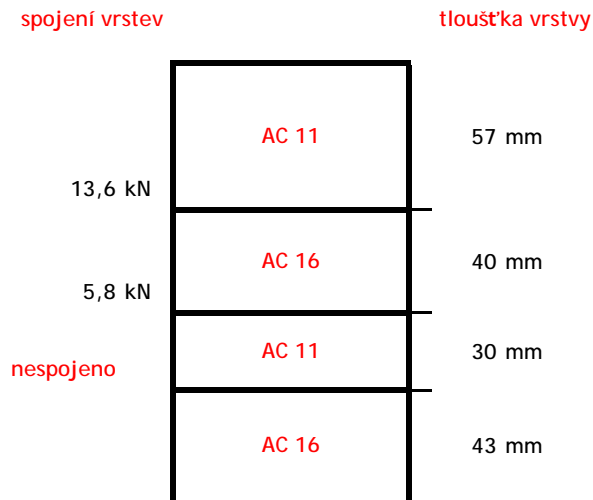 spojení vrstev tloušťka vrstvy
AC 11 57 mm
13,6 kN
AC 16 40 mm
5,8 kN
AC 11 30 mm
nespojeno
AC 16 43 mm